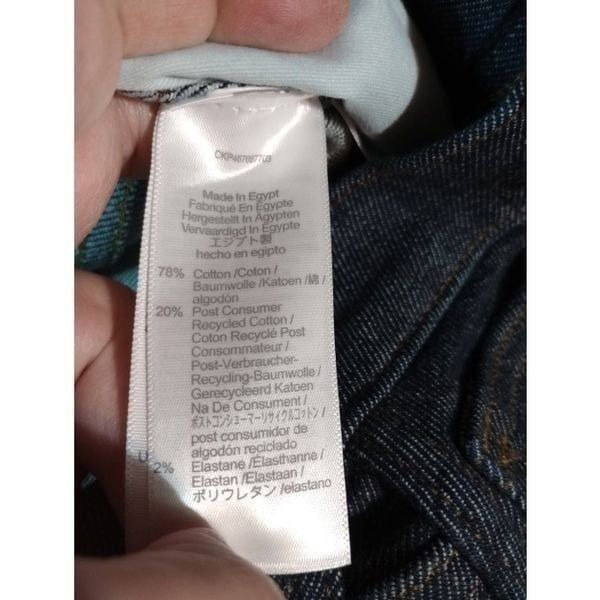 CKP467687703
Made In Egypt
Fabriqué En Égypte
Hergestellt In Ägypten
Vervaardigd In Egypte
エジプト製
hecho en egipto
78% Cotton /Coton /
Baumwolle /Katoen /綿 /
algodón
20% Post Consumer
Recycled Cotton /
Coton Recyclé Post
Consommateur /
Post-Verbraucher-
Recycling-Baumwolle /
Gerecycleerd Katoen
Na De Consument /
ポストコンシューマーリサイクルコットン /
post consumidor de
algodón reciclado
2% Elastane /Élasthanne /
Elastan /Elastaan /
ポリウレタン /elastano